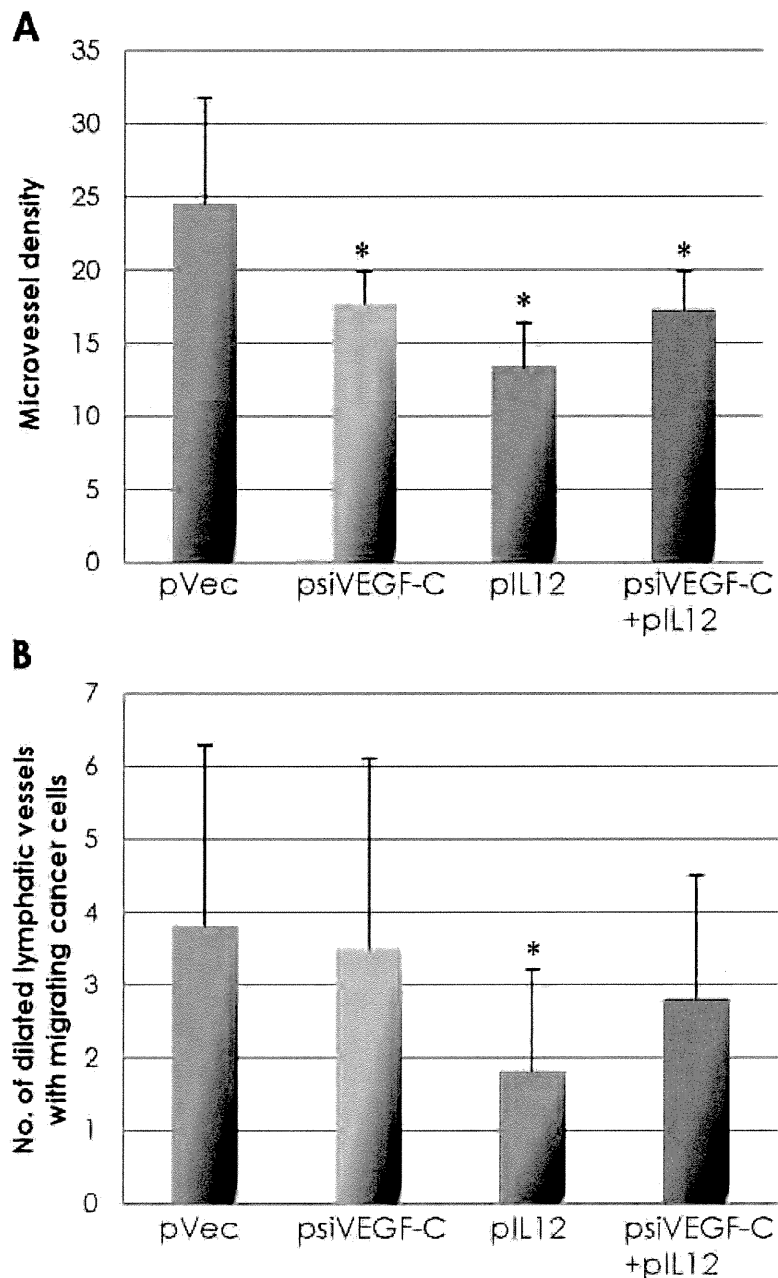 A
35
30
25
20
15
10
5
0
Microvessel density
*
*
*
pVec psiVEGF-C pIL12 psiVEGF-C
+pIL12
B
7
6
5
4
3
2
1
0
No. of dilated lymphatic vessels
with migrating cancer cells
*
pVec psiVEGF-C pIL12 psiVEGF-C
+pIL12